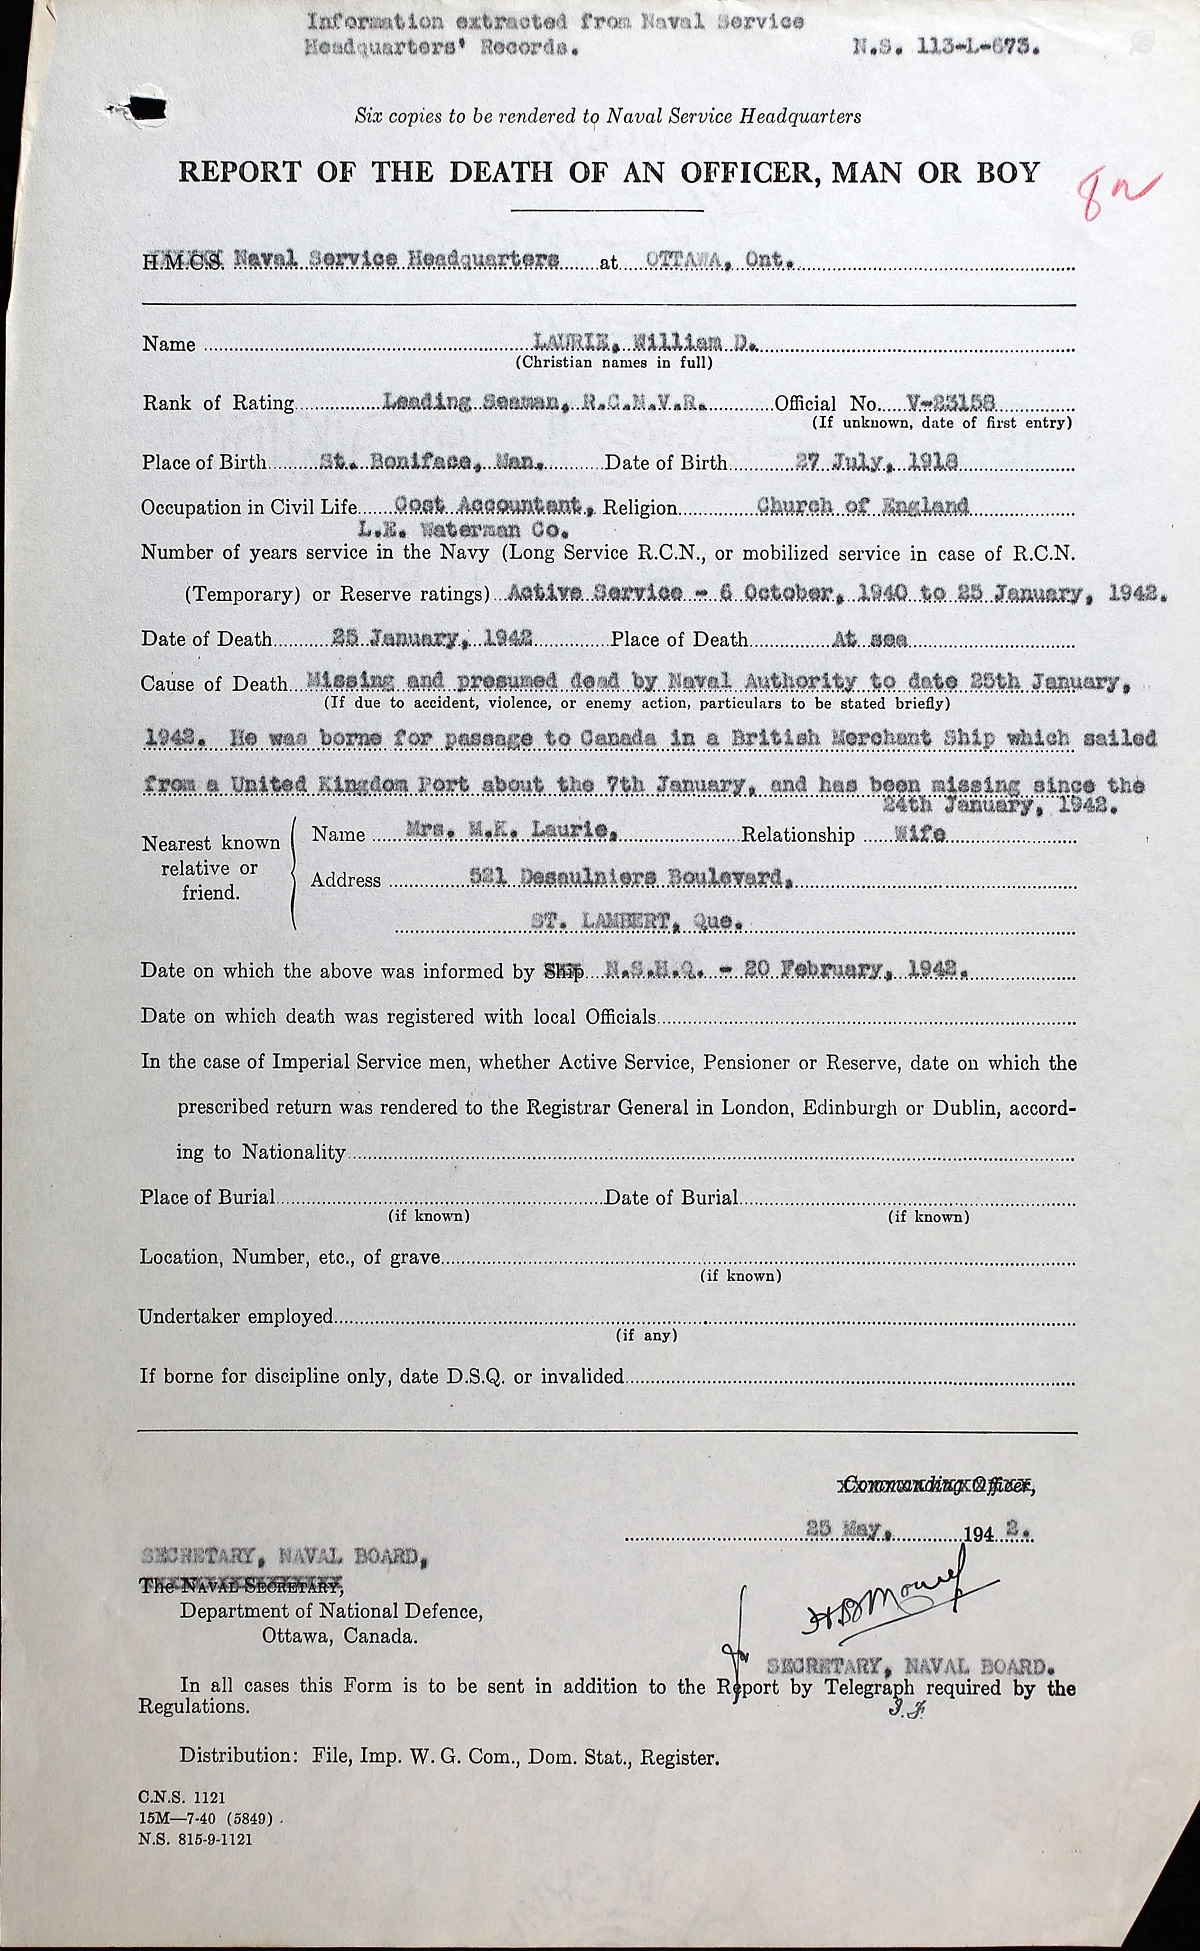 Information extracted from Naval Service
Headquarters' Records. N.S. 113-L-673.
Six copies to be rendered to Naval Service Headquarters
REPORT OF THE DEATH OF AN OFFICER, MAN OR BOY
8
H.M.C.S. Naval Service Headquarters at OTTAWA, Ont.
Name LAURIE, William D.
(Christian names in full)
Rank of Rating Leading Seaman, R.C.N.V.R. Official No. V-23158
(If unknown, date of first entry)
Place of Birth St. Boniface, Man. Date of Birth 27 July, 1918
Occupation in Civil Life Cost Accountant, Religion Church of England
L.E. Waterman Co.
Number of years service in the Navy (Long Service R.C.N., or mobilized service in case of R.C.N.
(Temporary) or Reserve ratings) Active Service - 6 October, 1940 to 25 January, 1942.
Date of Death 25 January, 1942 Place of Death At sea
Cause of Death Missing and presumed dead by Naval Authority to date 25th January,
(If due to accident, violence, or enemy action, particulars to be stated briefly)
1942. He was borne for passage to Canada in a British Merchant Ship which sailed
from a United Kingdom Port about the 7th January, and has been missing since the
24th January, 1942.
Nearest known relative or friend. Name Mrs. M.K. Laurie, Relationship Wife
Address 521 Desaulniers Boulevard,
ST. LAMBERT, Que.
Date on which the above was informed by Ship N.S.H.Q. - 20 February, 1942.
Date on which death was registered with local Officials
In the case of Imperial Service men, whether Active Service, Pensioner or Reserve, date on which the
prescribed return was rendered to the Registrar General in London, Edinburgh or Dublin, accord-
ing to Nationality
Place of Burial Date of Burial
(if known) (if known)
Location, Number, etc., of grave
(if known)
Undertaker employed
(if any)
If borne for discipline only, date D.S.Q. or invalided
Commanding Officer,
25 May, 1942.
SECRETARY, NAVAL BOARD,
The NAVAL SECRETARY,
Department of National Defence,
Ottawa, Canada.
for
SECRETARY, NAVAL BOARD.
In all cases this Form is to be sent in addition to the Report by Telegraph required by the
Regulations.
Distribution: File, Imp. W. G. Com., Dom. Stat., Register.
C.N.S. 1121
15M—7-40 (5849)
N.S. 815-9-1121